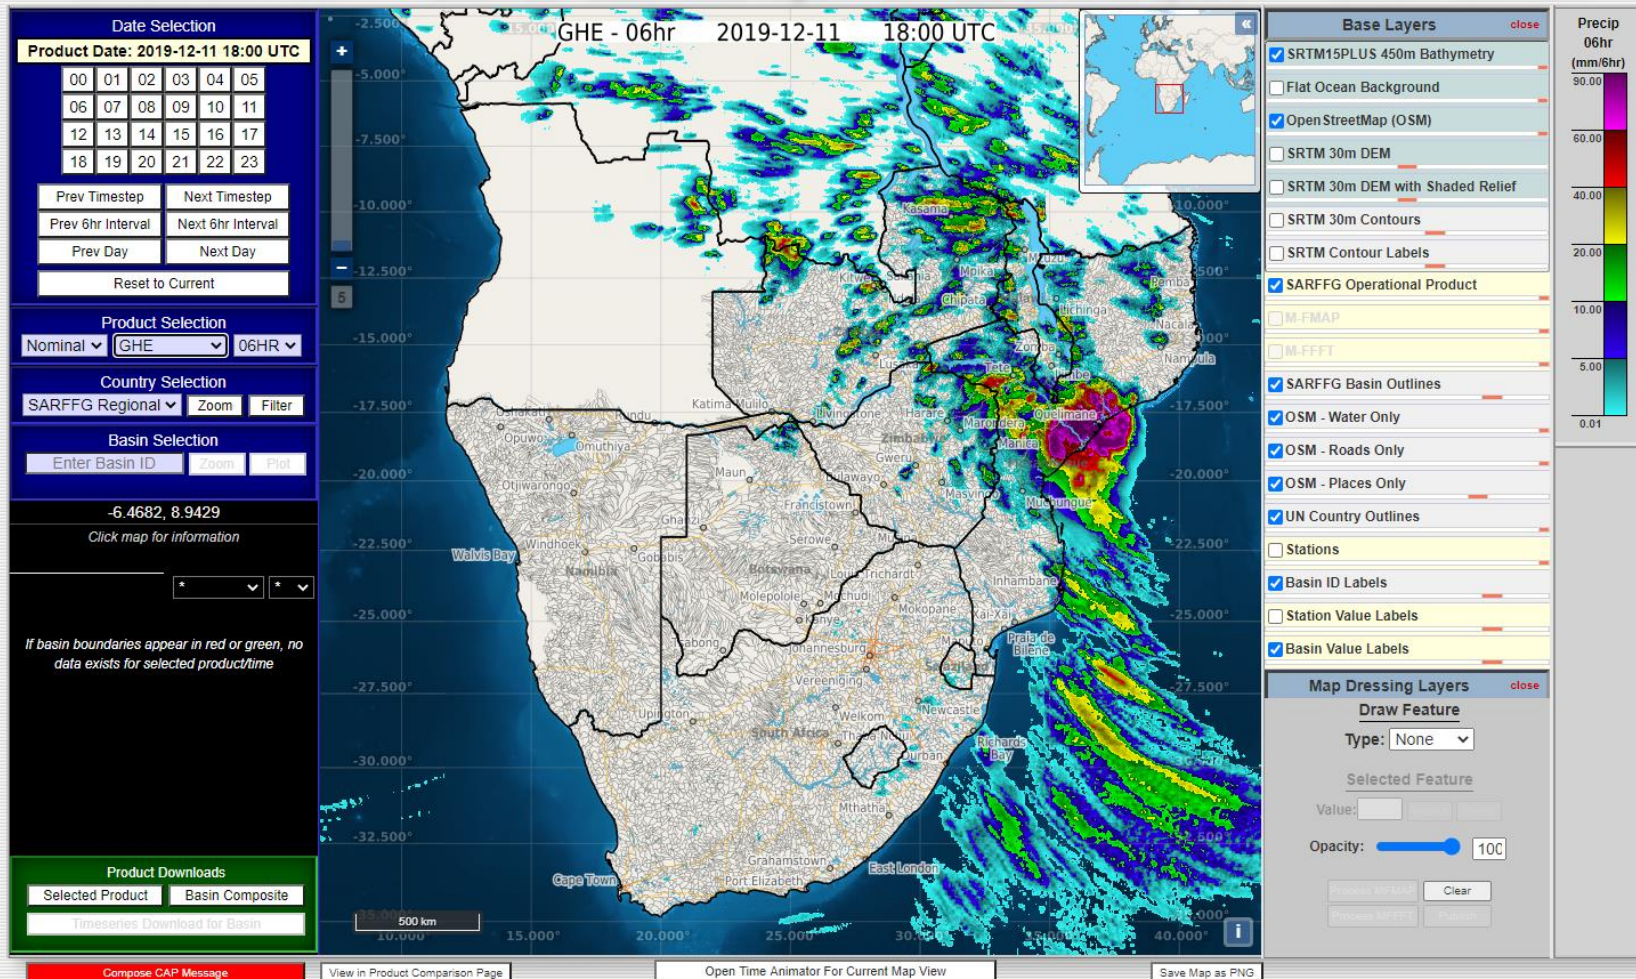 Date Selection
Product Date: 2019-12-11 18:00 UTC
00 01 02 03 04 05
06 07 08 09 10 11
12 13 14 15 16 17
18 19 20 21 22 23
Prev Timestep Next Timestep
Prev 6hr Interval Next 6hr Interval
Prev Day Next Day
Reset to Current
Product Selection
Nominal GHE 06HR
Country Selection
SARFFG Regional Zoom Filter
Basin Selection
Enter Basin ID Zoom Plot
-6.4682, 8.9429
Click map for information
* *
If basin boundaries appear in red or green, no
data exists for selected product/time
Product Downloads
Selected Product Basin Composite
Timeseries Download for Basin
Compose CAP Message
GHE - 06hr 2019-12-11 18:00 UTC
+
−
5
«
-2.500°
-5.000°
-7.500°
-10.000°
-12.500°
-15.000°
-17.500°
-20.000°
-22.500°
-25.000°
-27.500°
-30.000°
-32.500°
Kasama
Mpika
Chipata
Lichinga
Pemba
Nacala
Nampula
Zomba
Tete
Quelimane
Katima Mulilo
Livingstone
Harare
Marondera
Zimbabwe
Manica
Gweru
Masvingo
Opuwo
Omuthiya
Otjiwarongo
Maun
Francistown
Ghanzi
Serowe
Walvis Bay
Windhoek
Gobabis
Namibia
Botswana
Louis Trichardt
Inhambane
Molepolole
Mochudi
Mokopane
Kanye
Xai-Xai
Tsabong
Johannesburg
Maputo
Praia de
Bilene
Swaziland
Vereeniging
Newcastle
Upington
Welkom
South Africa
Thaba Nchu
Richards
Bay
Durban
Mthatha
Grahamstown
East London
Cape Town
Port Elizabeth
500 km
10.000° 15.000° 20.000° 25.000° 30.000° 35.000° 40.000°
i
View in Product Comparison Page
Open Time Animator For Current Map View
Save Map as PNG
Base Layers close
SRTM15PLUS 450m Bathymetry
Flat Ocean Background
OpenStreetMap (OSM)
SRTM 30m DEM
SRTM 30m DEM with Shaded Relief
SRTM 30m Contours
SRTM Contour Labels
SARFFG Operational Product
M-FMAP
M-FFFT
SARFFG Basin Outlines
OSM - Water Only
OSM - Roads Only
OSM - Places Only
UN Country Outlines
Stations
Basin ID Labels
Station Value Labels
Basin Value Labels
Map Dressing Layers close
Draw Feature
Type: None
Selected Feature
Value:
Opacity: 100
Process MFMAP Clear
Process MFFFT Publish
Precip
06hr
(mm/6hr)
90.00
60.00
40.00
20.00
10.00
5.00
0.01